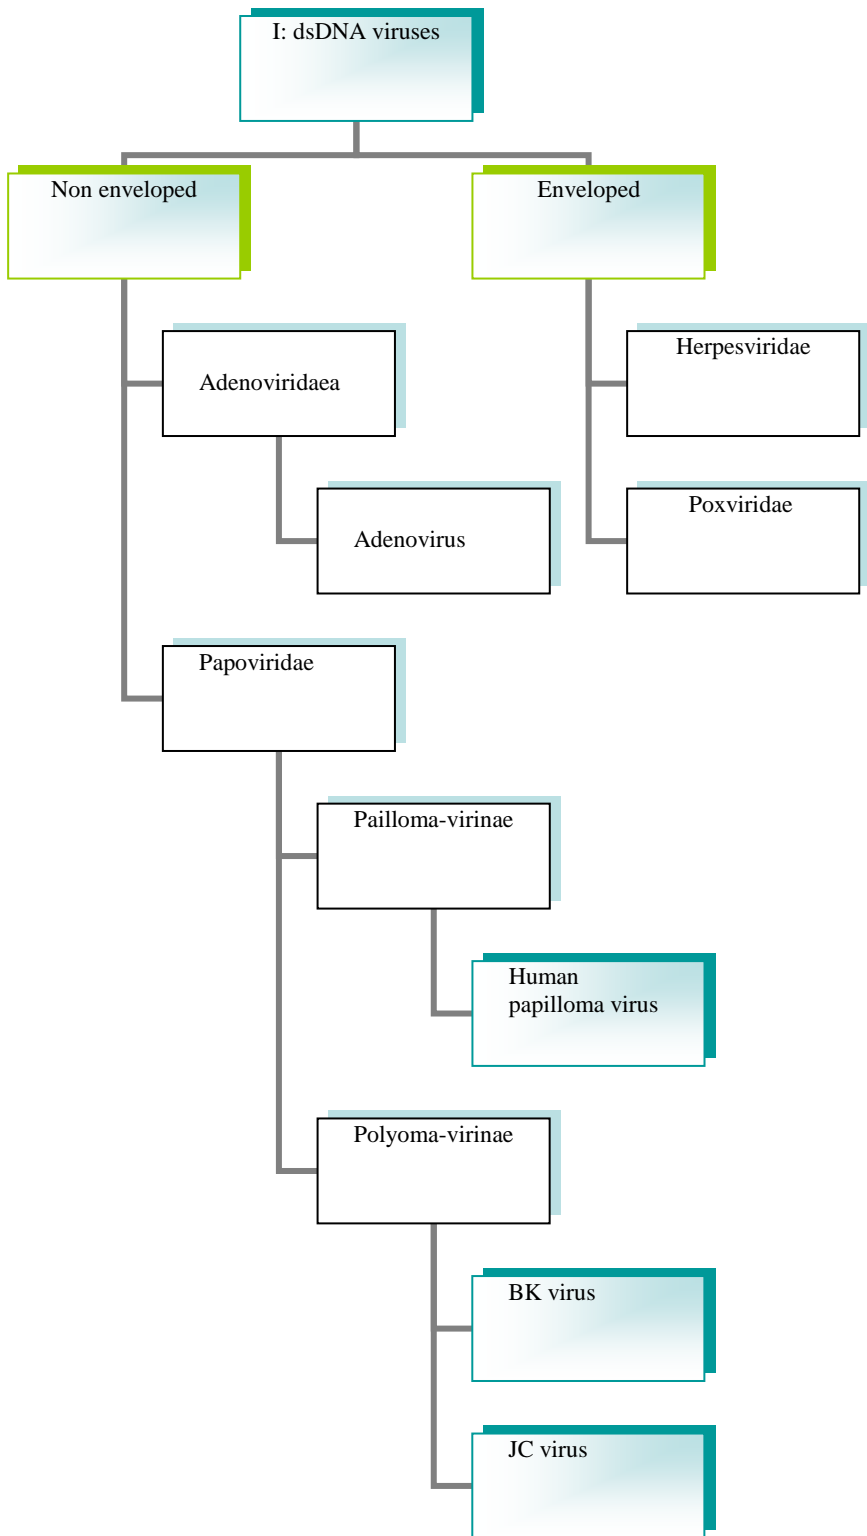 I: dsDNA viruses
Non enveloped
Enveloped
Herpesviridae
Adenoviridaea
Poxviridae
Adenovirus
Papoviridae
Pailloma-virinae
Human
papilloma virus
Polyoma-virinae
BK virus
JC virus